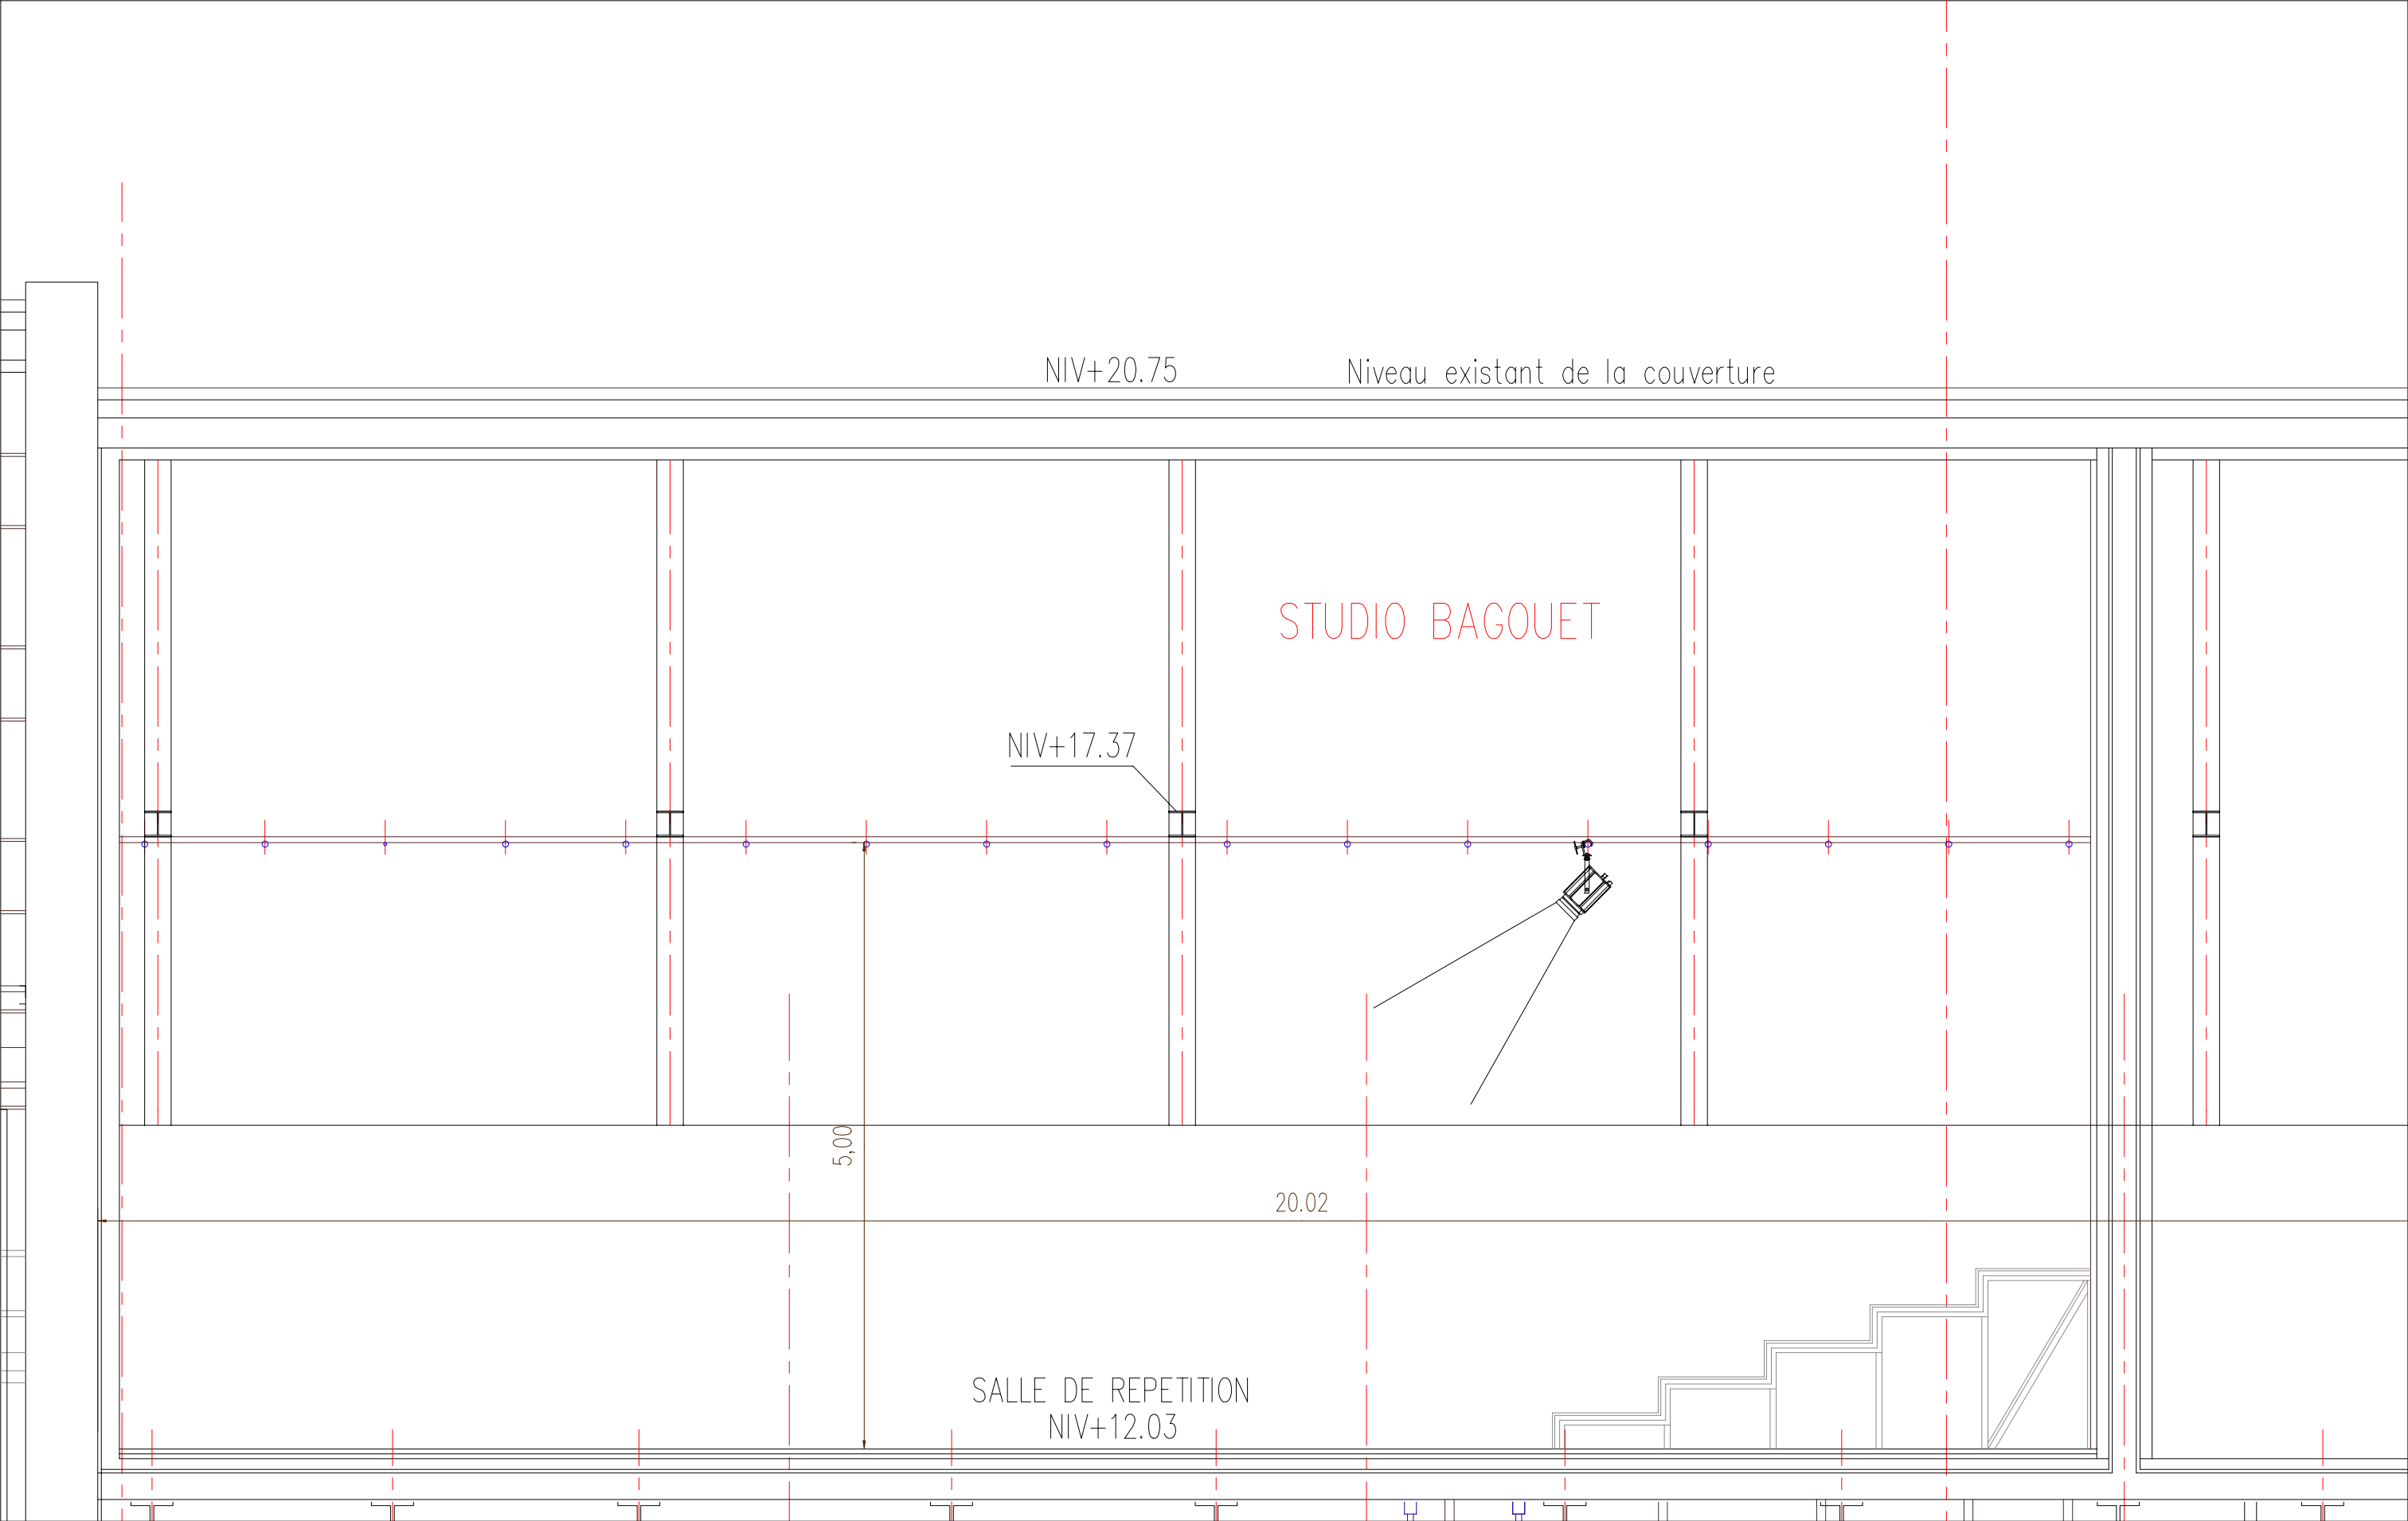 NIV+20.75
Niveau existant de la couverture
STUDIO BAGOUET
NIV+17.37
5,00
20.02
SALLE DE REPETITION
NIV+12.03